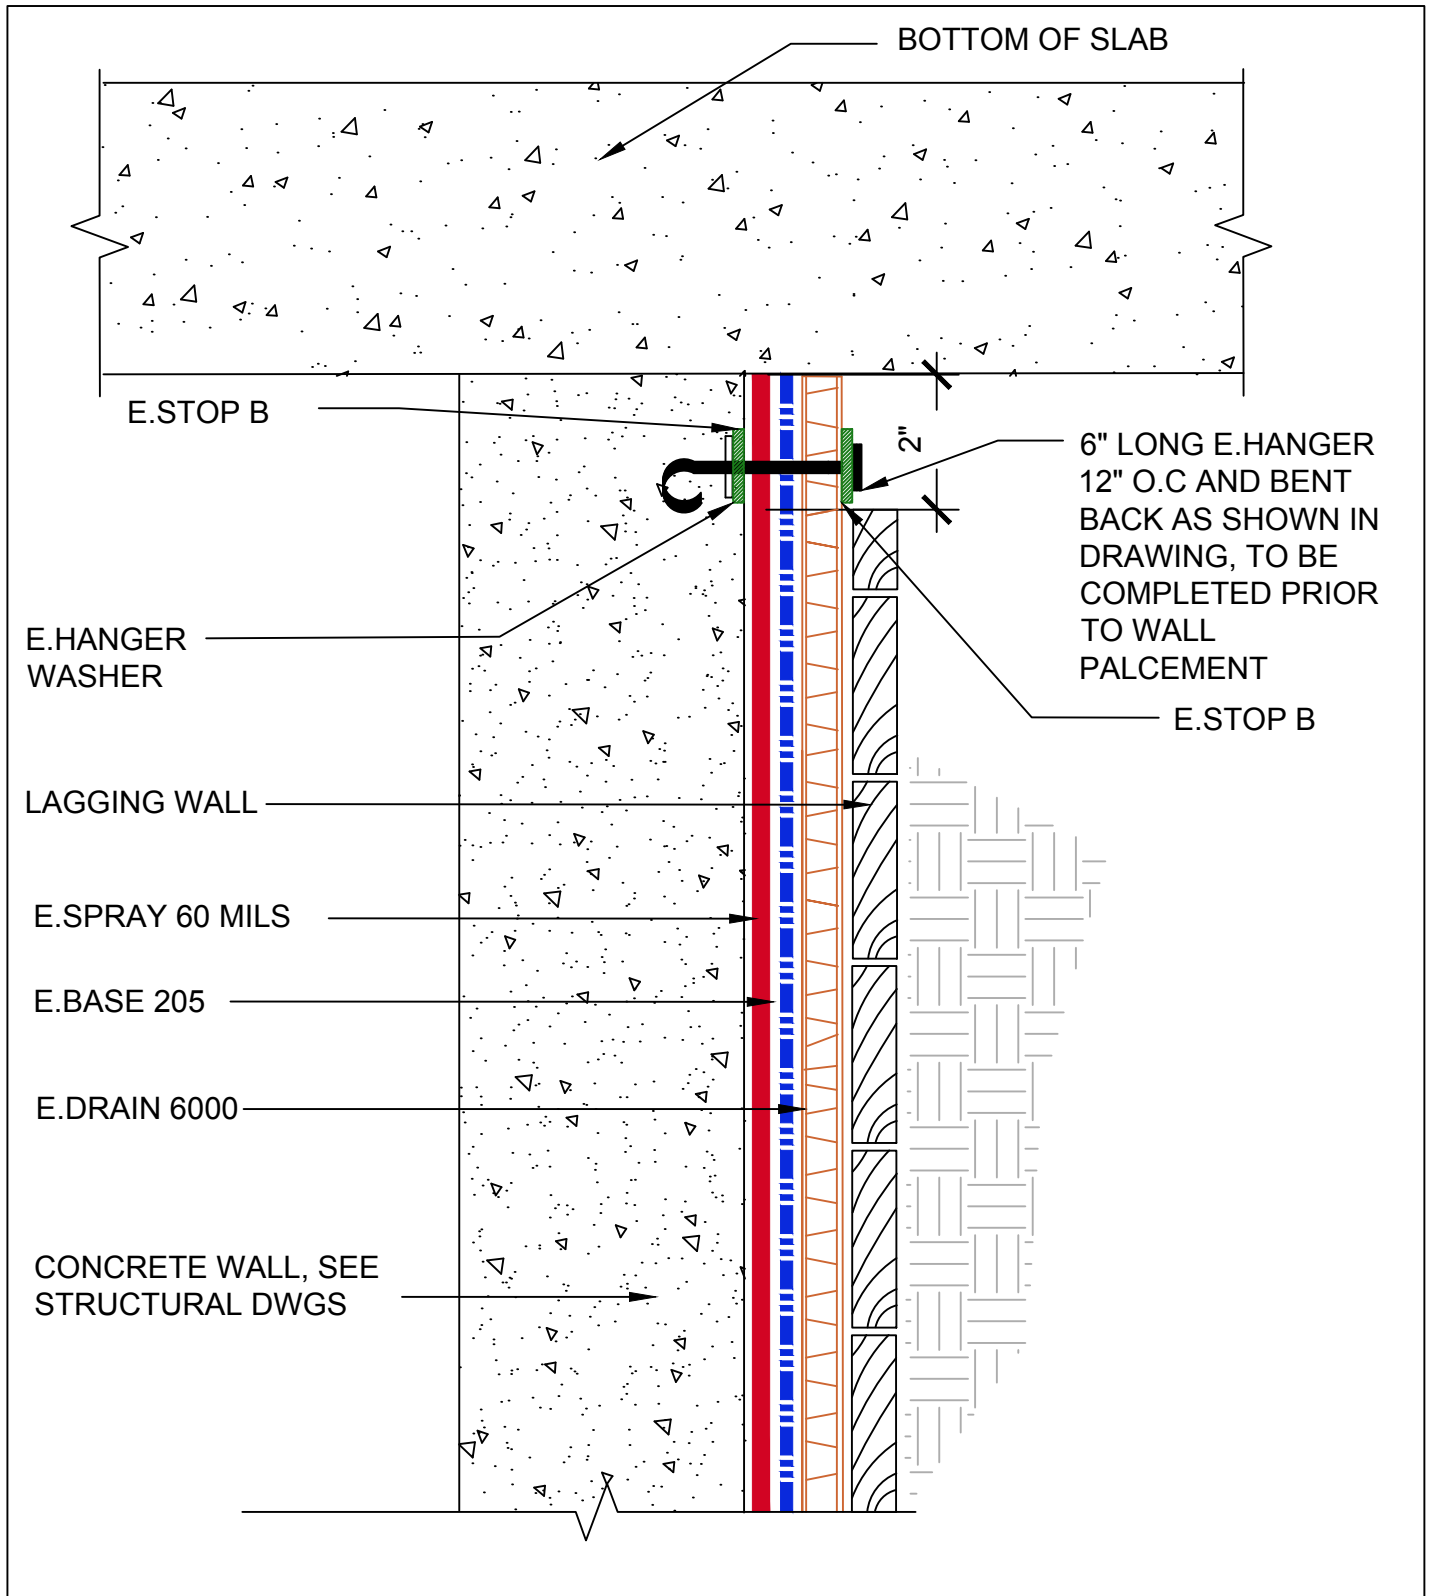 BOTTOM OF SLAB
E.STOP B
2"
6" LONG E.HANGER
12" O.C AND BENT
BACK AS SHOWN IN
DRAWING, TO BE
COMPLETED PRIOR
TO WALL
PALCEMENT
E.HANGER
WASHER
E.STOP B
LAGGING WALL
E.SPRAY 60 MILS
E.BASE 205
E.DRAIN 6000
CONCRETE WALL, SEE
STRUCTURAL DWGS